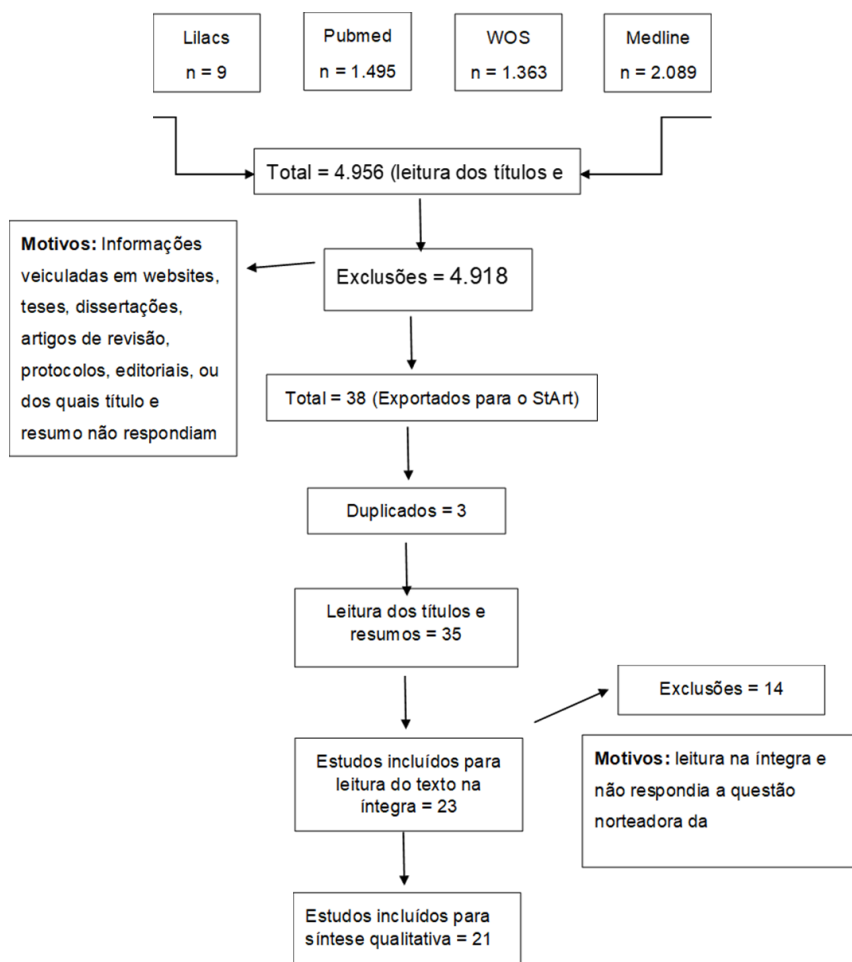 Lilacs
n = 9
Pubmed
n = 1.495
WOS
n = 1.363
Medline
n = 2.089
Total = 4.956 (leitura dos títulos e
Motivos: Informações
veiculadas em websites,
teses, dissertações,
artigos de revisão,
protocolos, editoriais, ou
dos quais título e
resumo não respondiam
Exclusões = 4.918
Total = 38 (Exportados para o StArt)
Duplicados = 3
Leitura dos títulos e
resumos = 35
Exclusões = 14
Motivos: leitura na íntegra e
não respondia a questão
norteadora da
Estudos incluídos para
leitura do texto na
íntegra = 23
Estudos incluídos para
síntese qualitativa = 21